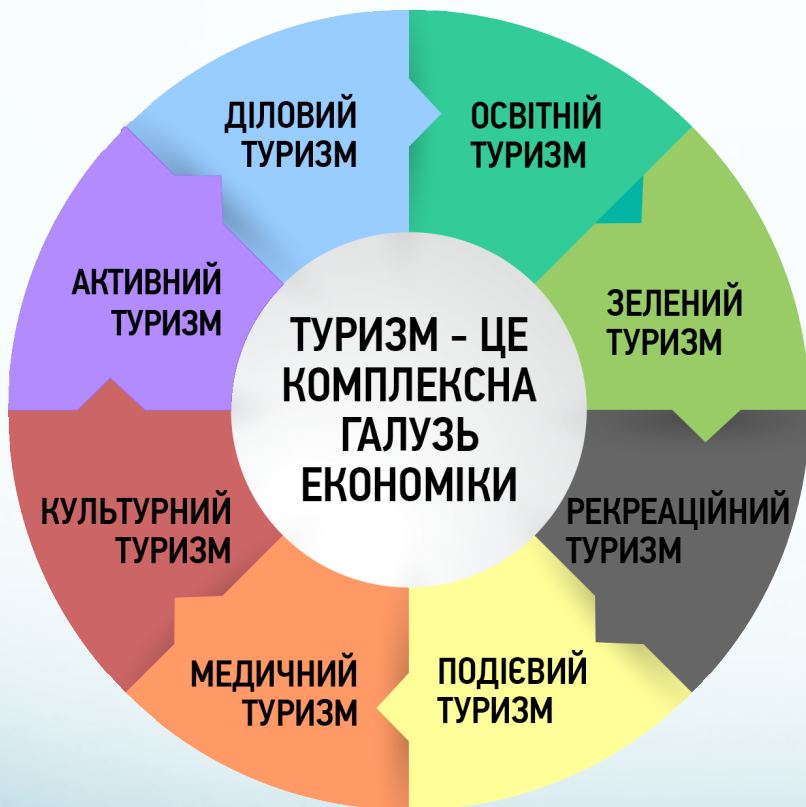 ДІЛОВИЙ
ТУРИЗМ
ОСВІТНІЙ
ТУРИЗМ
ЗЕЛЕНИЙ
ТУРИЗМ
РЕКРЕАЦІЙНИЙ
ТУРИЗМ
ПОДІЄВИЙ
ТУРИЗМ
МЕДИЧНИЙ
ТУРИЗМ
КУЛЬТУРНИЙ
ТУРИЗМ
АКТИВНИЙ
ТУРИЗМ
ТУРИЗМ - ЦЕ
КОМПЛЕКСНА
ГАЛУЗЬ
ЕКОНОМІКИ